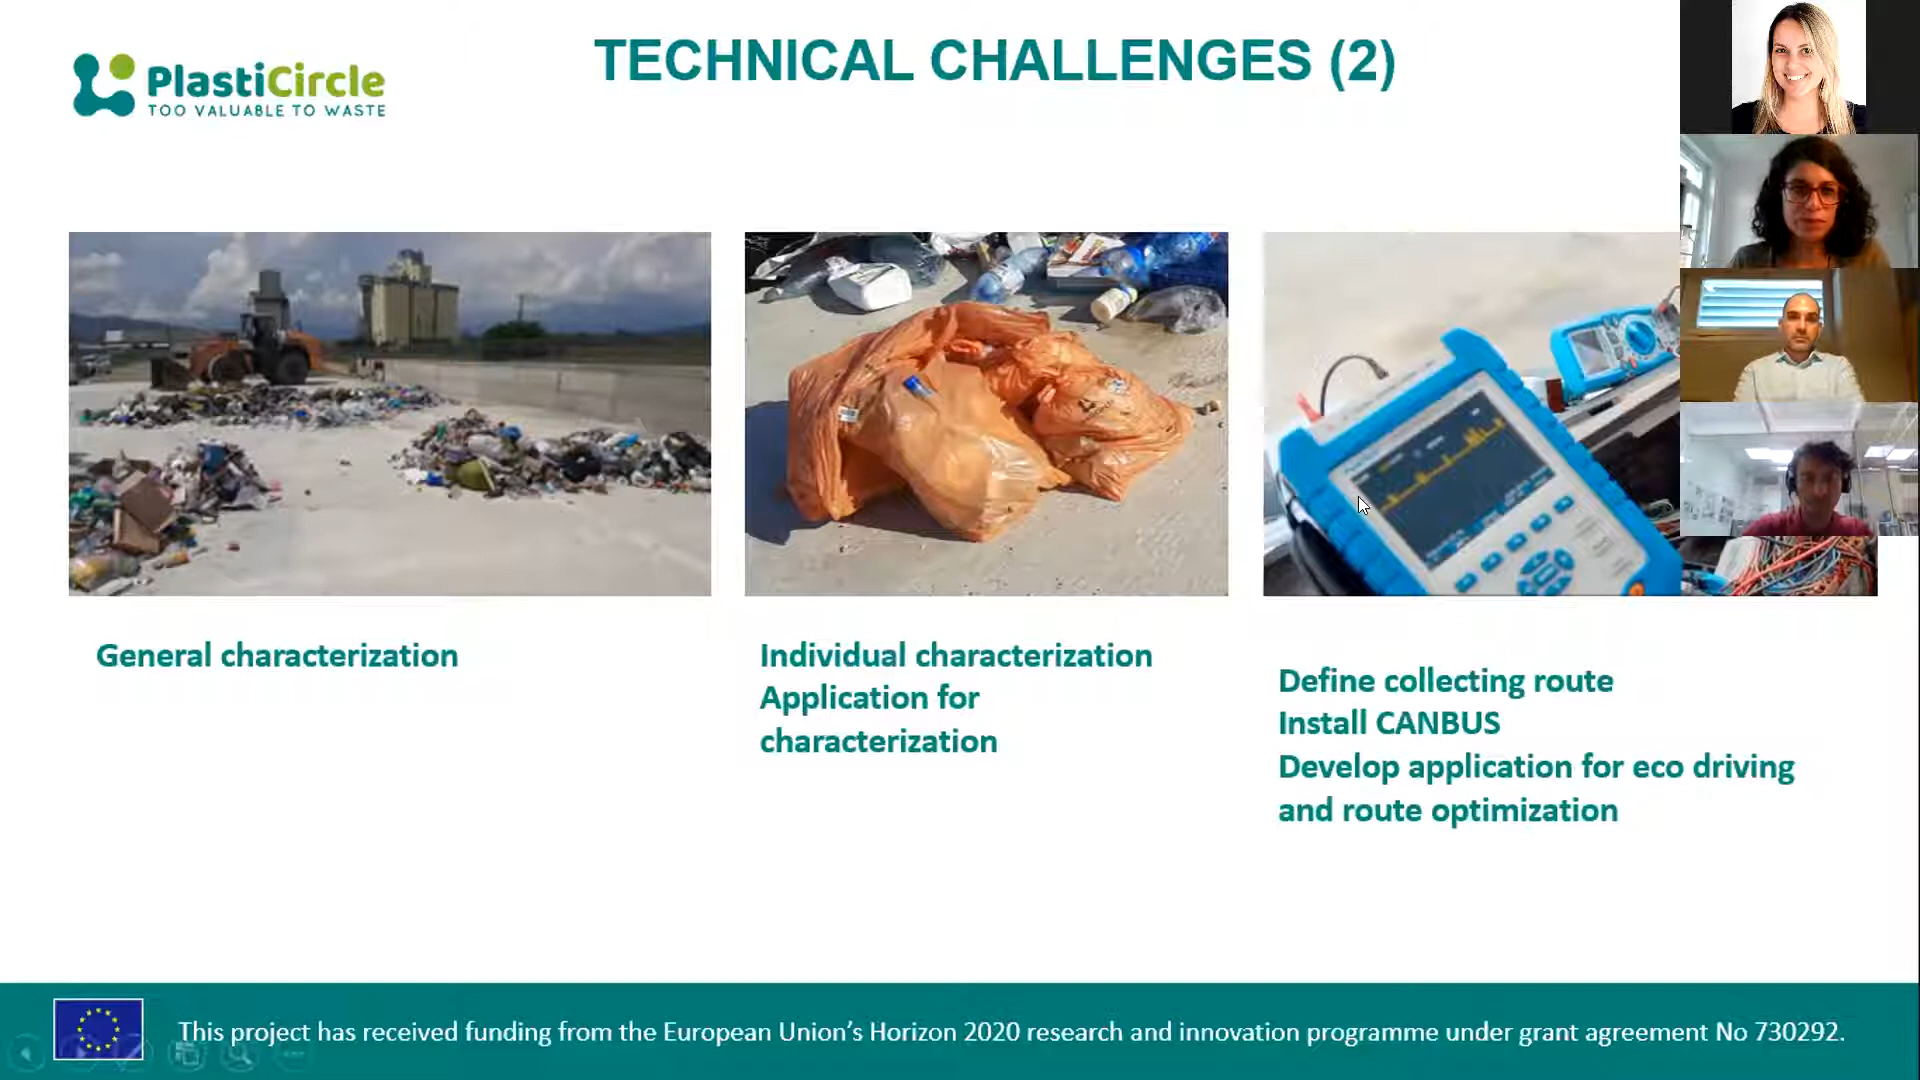 PlastiCircle
TOO VALUABLE TO WASTE
TECHNICAL CHALLENGES (2)
General characterization
Individual characterization
Application for
characterization
Define collecting route
Install CANBUS
Develop application for eco driving
and route optimization
This project has received funding from the European Union’s Horizon 2020 research and innovation programme under grant agreement No 730292.